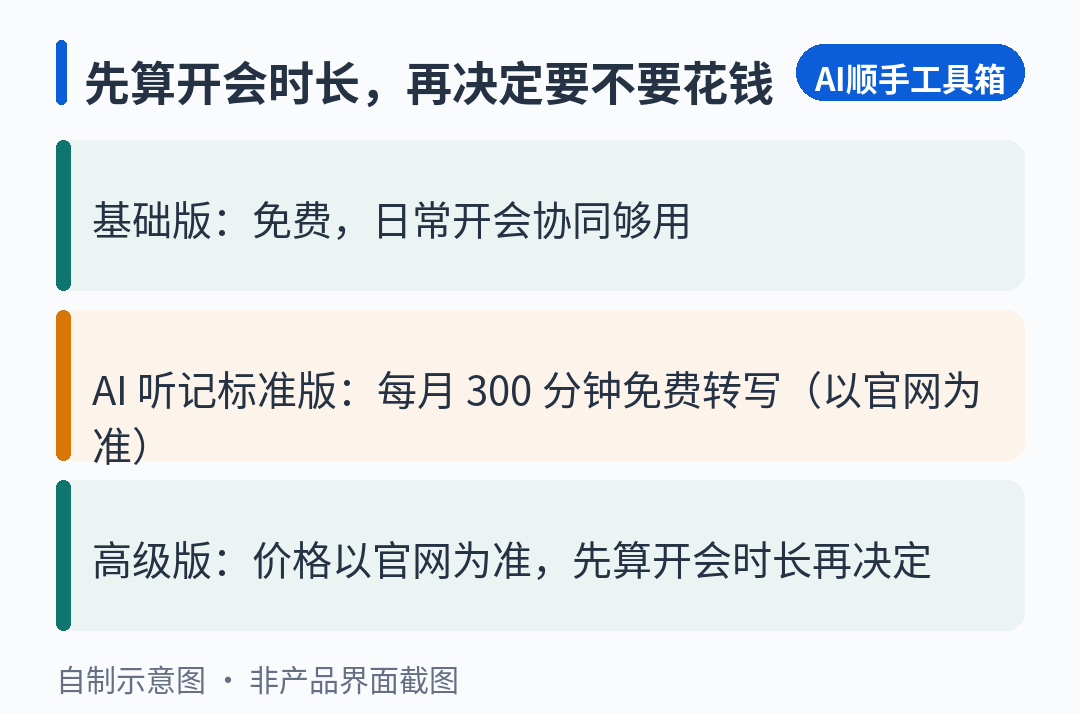 先算开会时长，再决定要不要花钱
AI顺手工具箱
基础版：免费，日常开会协同够用
AI 听记标准版：每月 300 分钟免费转写（以官网为
准）
高级版：价格以官网为准，先算开会时长再决定
自制示意图 · 非产品界面截图